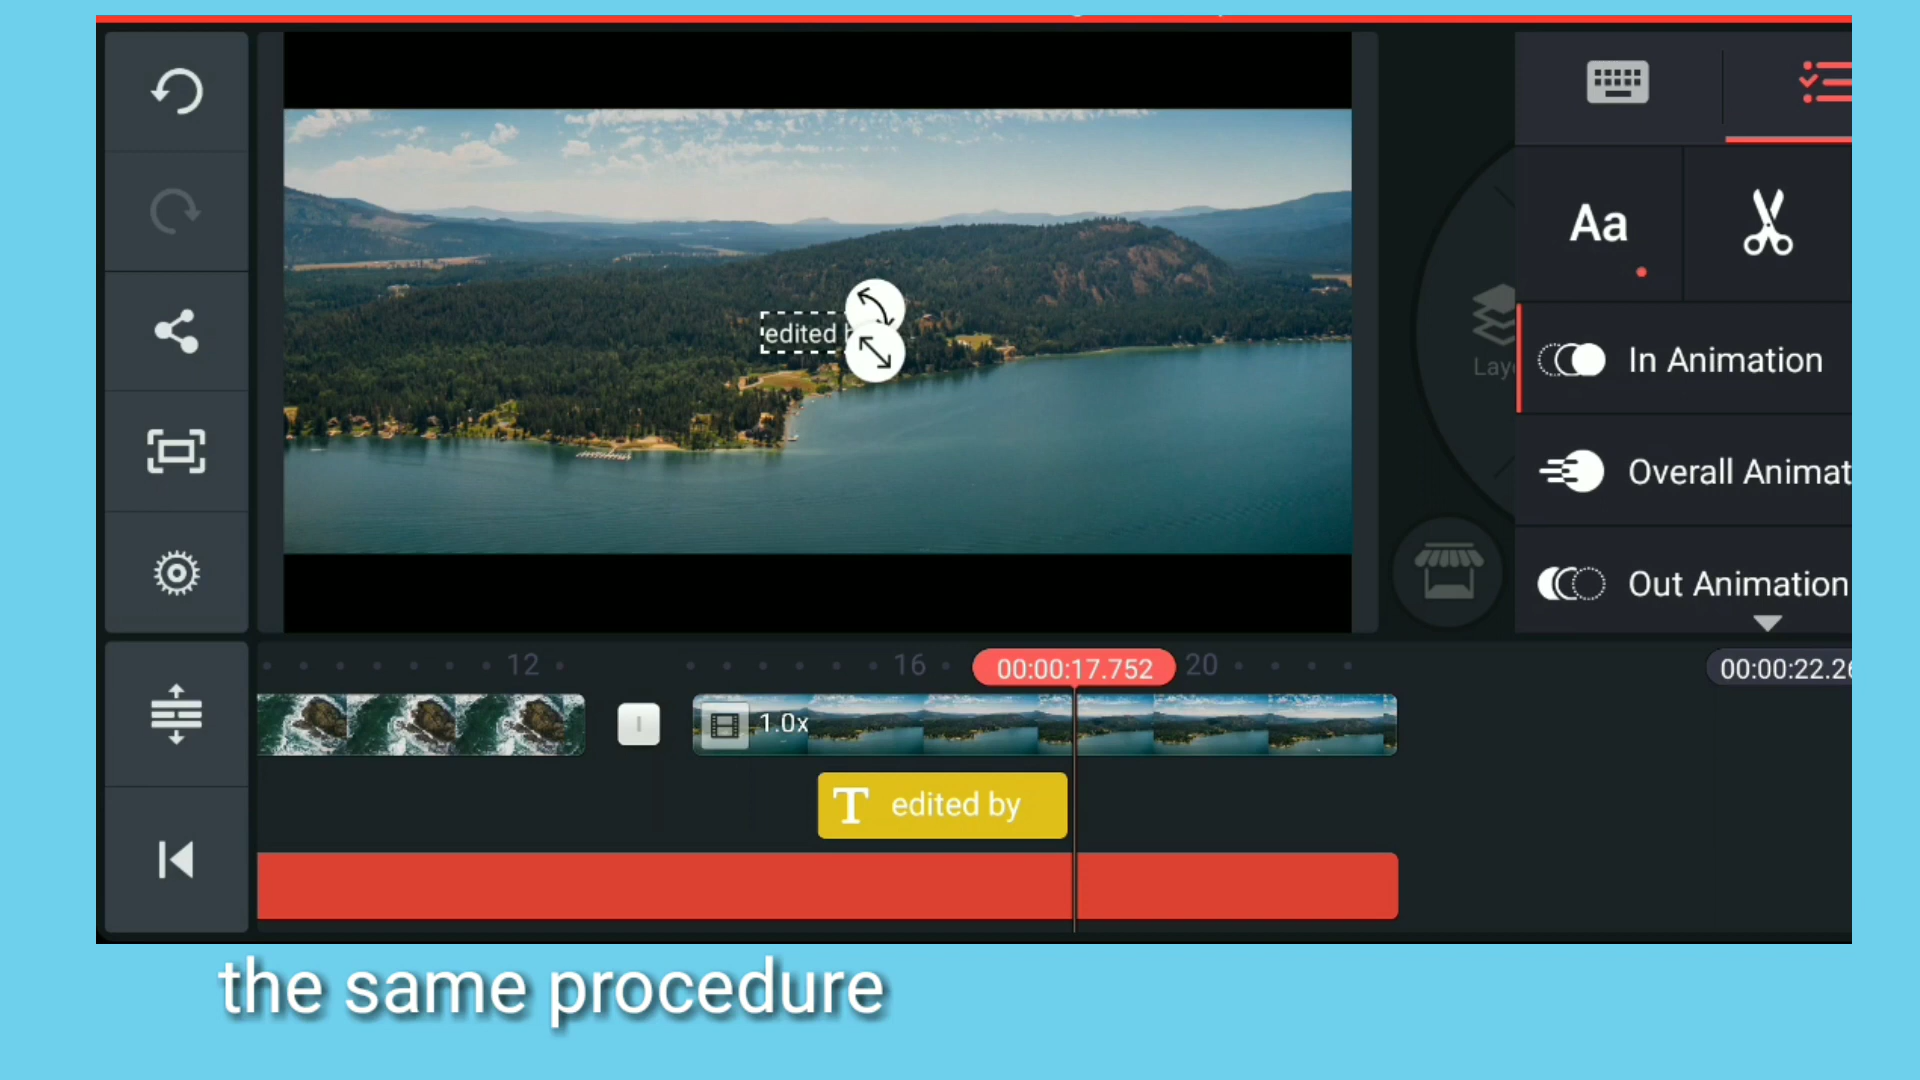 edited
Aa
Lay
In Animation
Overall Animat
Out Animation
12
16
00:00:17.752
20
00:00:22.26
1.0x
T edited by
the same procedure